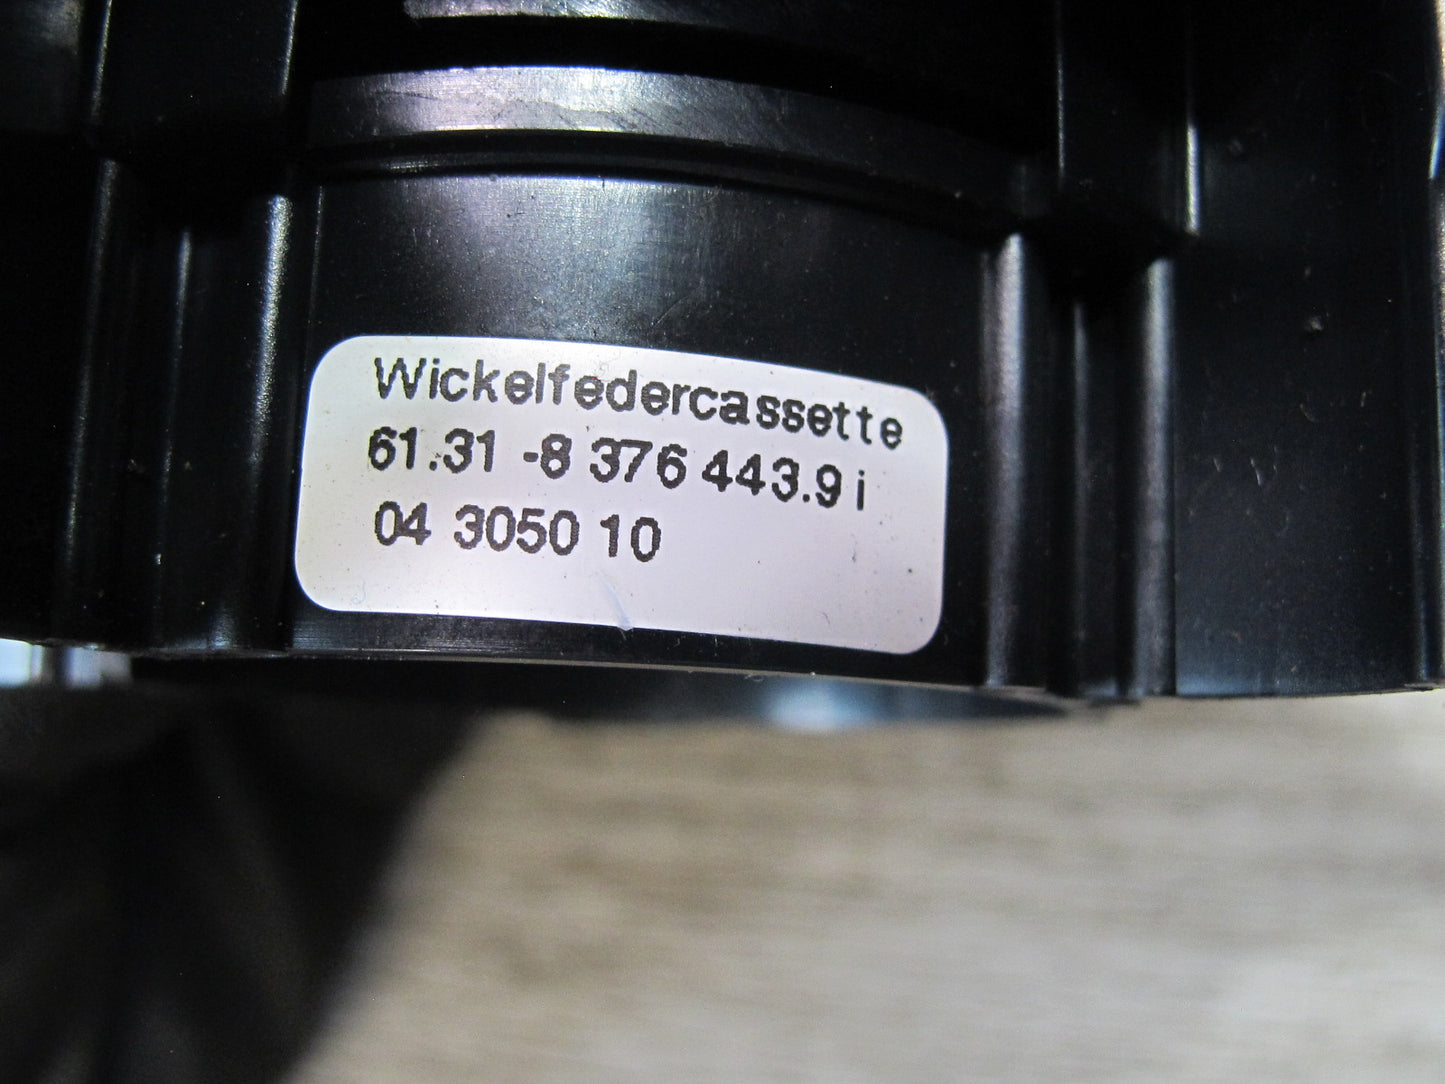 Wickelfedercassette
61.31 -8 376 443.9 i
04 3050 10